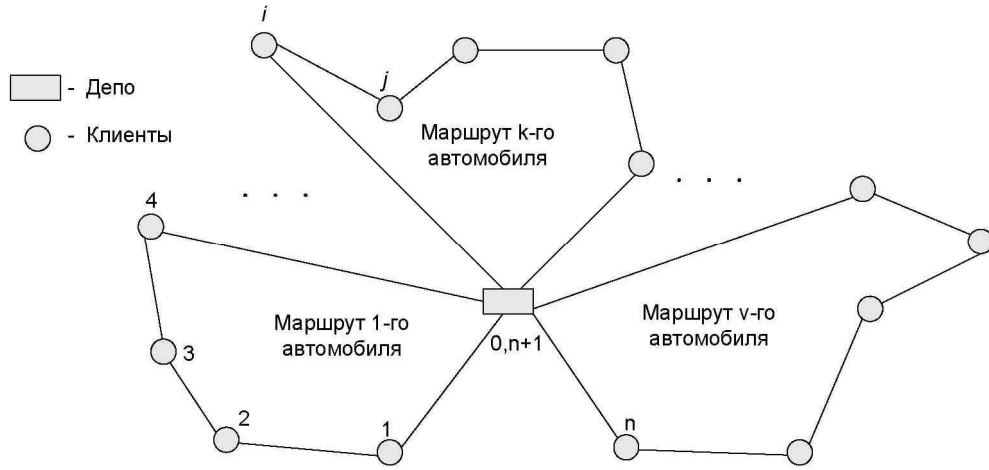 i
j
- Депо
- Клиенты
Маршрут k-го
автомобиля
. . .
. . .
4
Маршрут 1-го
автомобиля
Маршрут v-го
автомобиля
0,n+1
3
2
1
n